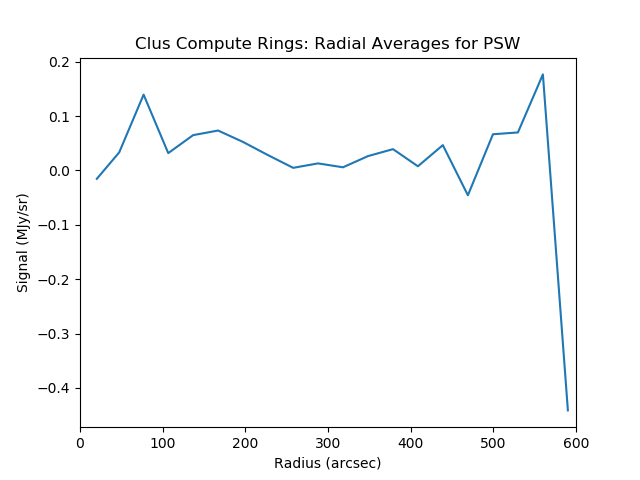 Clus Compute Rings: Radial Averages for PSW
0.2
0.1
0.0
−0.1
−0.2
−0.3
−0.4
Signal (MJy/sr)
0 100 200 300 400 500 600
Radius (arcsec)